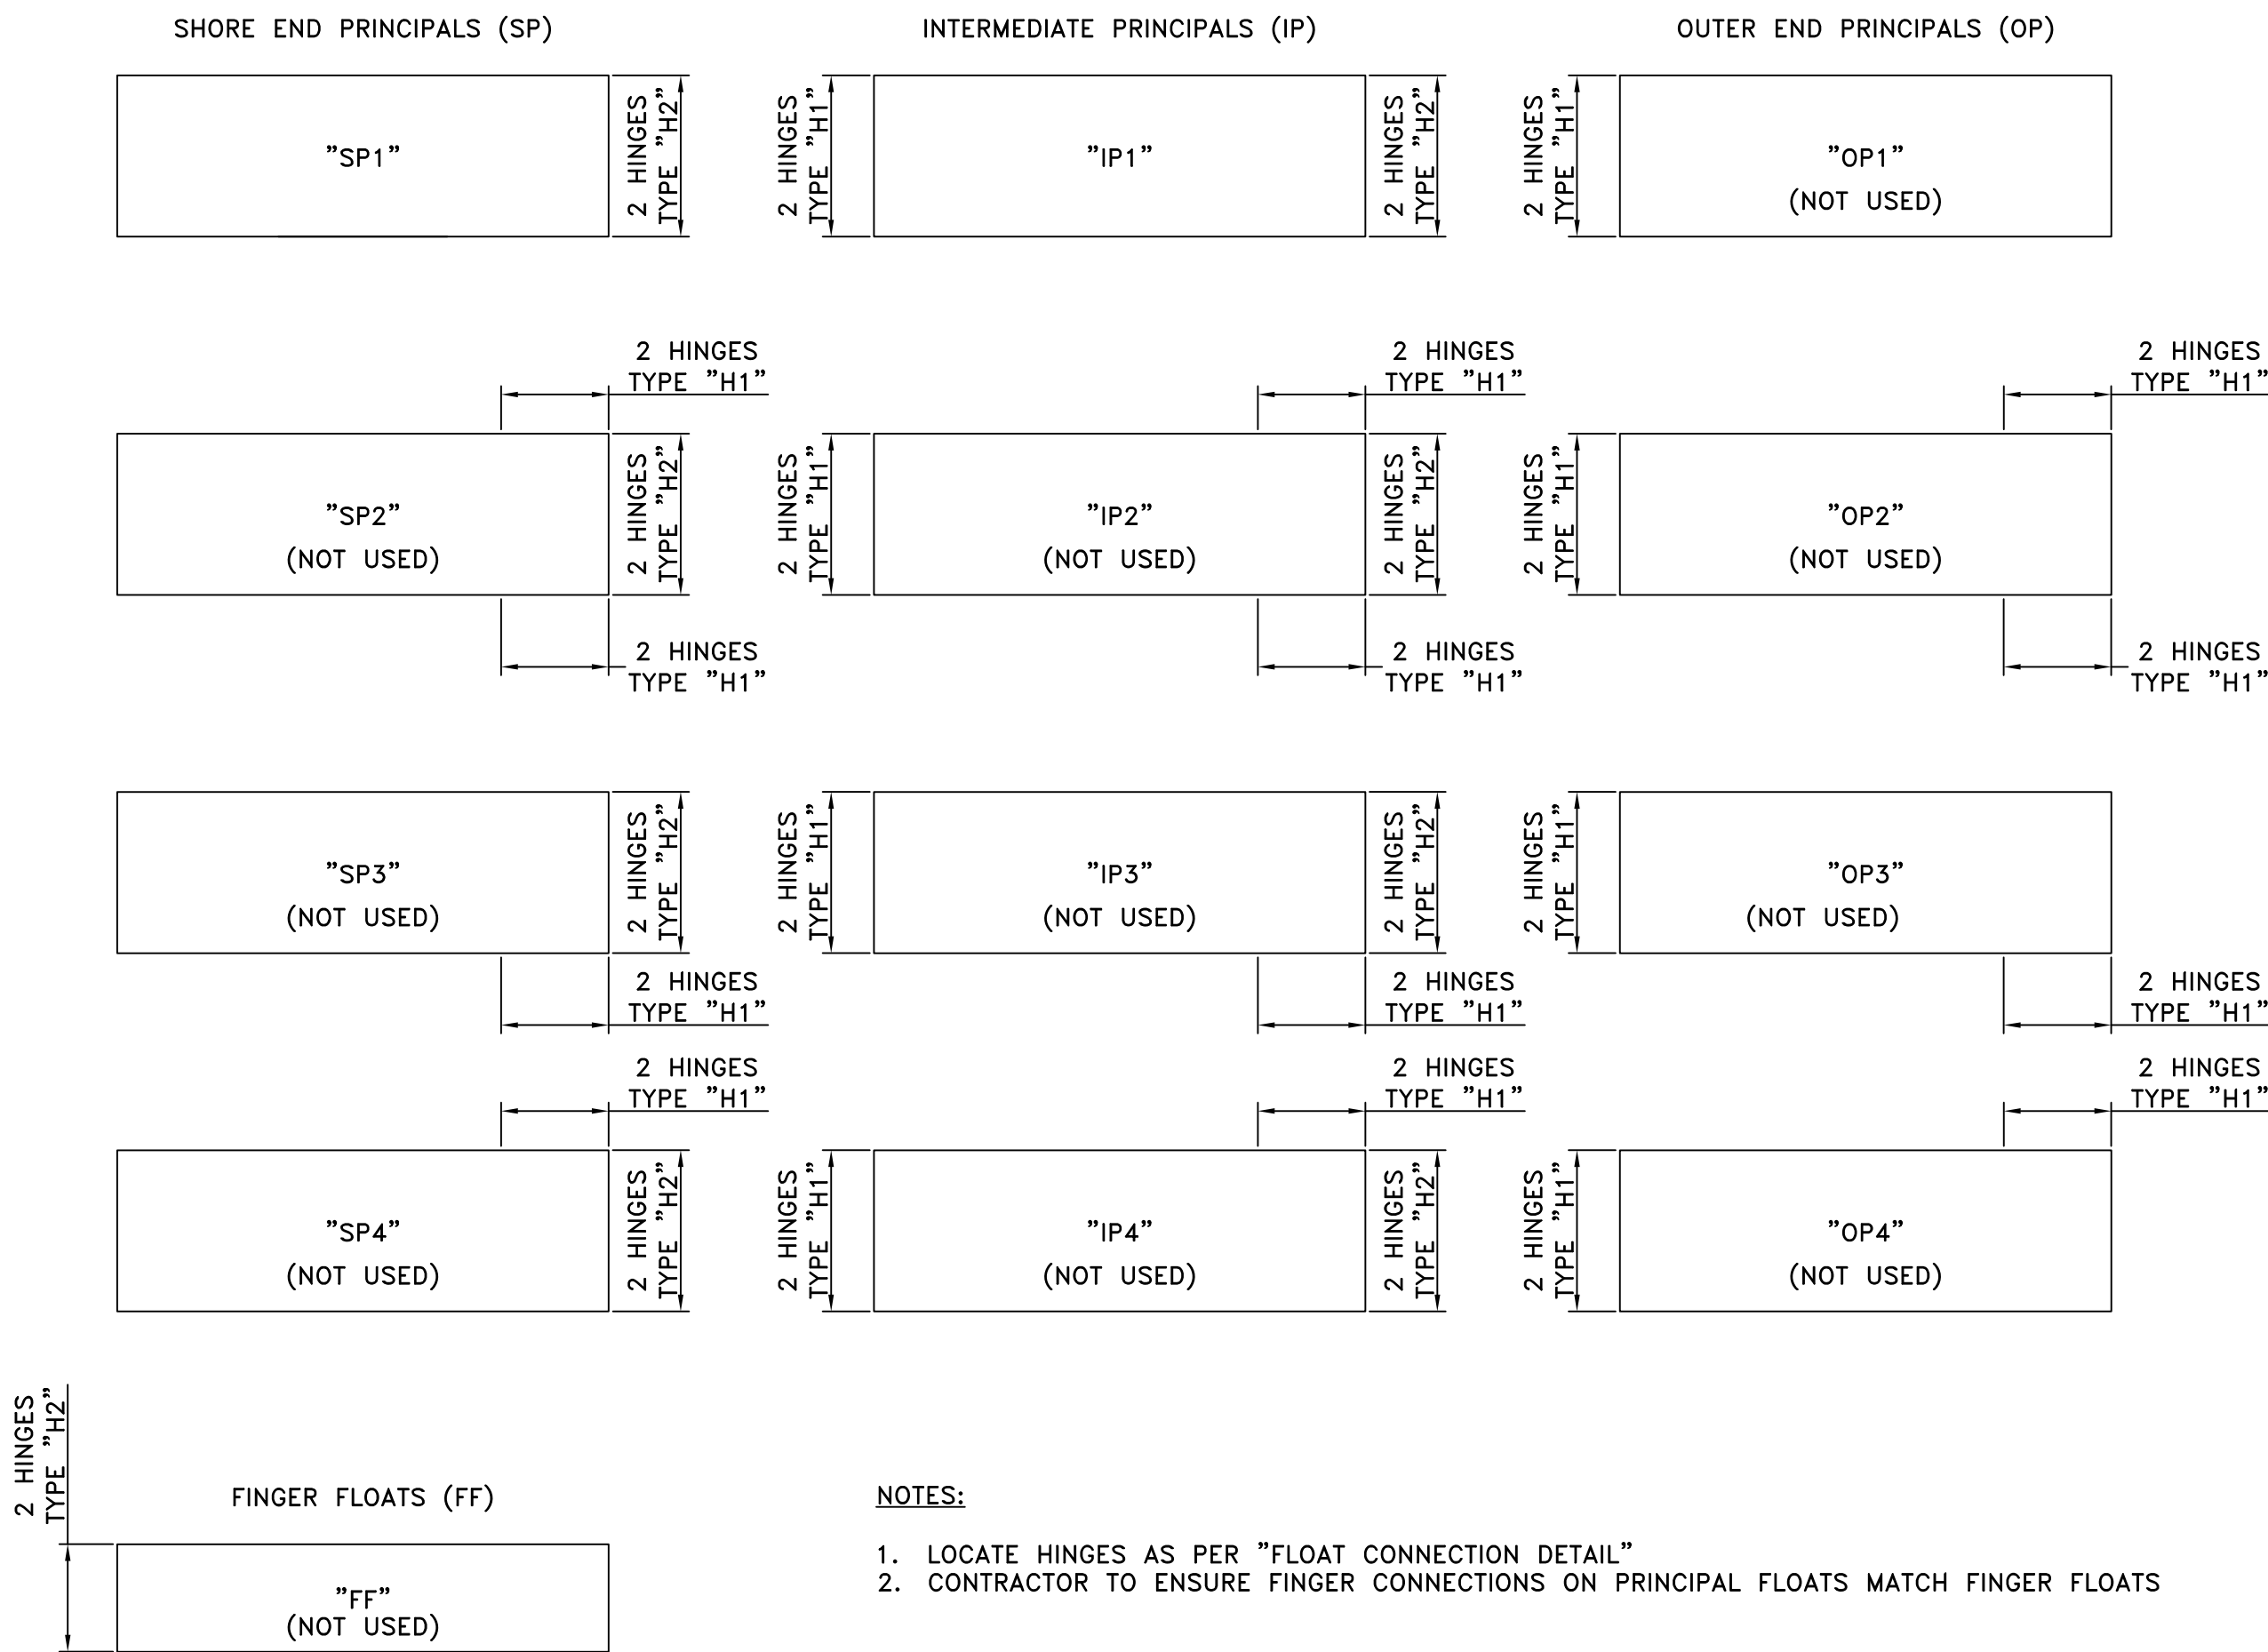 SHORE END PRINCIPALS (SP)
INTERMEDIATE PRINCIPALS (IP)
OUTER END PRINCIPALS (OP)
"SP1"
2 HINGES
TYPE "H2"
2 HINGES
TYPE "H1"
"IP1"
2 HINGES
TYPE "H2"
2 HINGES
TYPE "H1"
"OP1"
(NOT USED)
2 HINGES
TYPE "H1"
2 HINGES
TYPE "H1"
2 HINGES
TYPE "H1"
"SP2"
(NOT USED)
2 HINGES
TYPE "H2"
2 HINGES
TYPE "H1"
"IP2"
(NOT USED)
2 HINGES
TYPE "H2"
2 HINGES
TYPE "H1"
"OP2"
(NOT USED)
2 HINGES
TYPE "H1"
2 HINGES
TYPE "H1"
2 HINGES
TYPE "H1"
"SP3"
(NOT USED)
2 HINGES
TYPE "H2"
2 HINGES
TYPE "H1"
"IP3"
(NOT USED)
2 HINGES
TYPE "H2"
2 HINGES
TYPE "H1"
"OP3"
(NOT USED)
2 HINGES
TYPE "H1"
2 HINGES
TYPE "H1"
2 HINGES
TYPE "H1"
2 HINGES
TYPE "H1"
2 HINGES
TYPE "H1"
2 HINGES
TYPE "H1"
"SP4"
(NOT USED)
2 HINGES
TYPE "H2"
2 HINGES
TYPE "H1"
"IP4"
(NOT USED)
2 HINGES
TYPE "H2"
2 HINGES
TYPE "H1"
"OP4"
(NOT USED)
2 HINGES
TYPE "H2"
FINGER FLOATS (FF)
"FF"
(NOT USED)
NOTES:
1. LOCATE HINGES AS PER "FLOAT CONNECTION DETAIL"
2. CONTRACTOR TO ENSURE FINGER CONNECTIONS ON PRINCIPAL FLOATS MATCH FINGER FLOATS